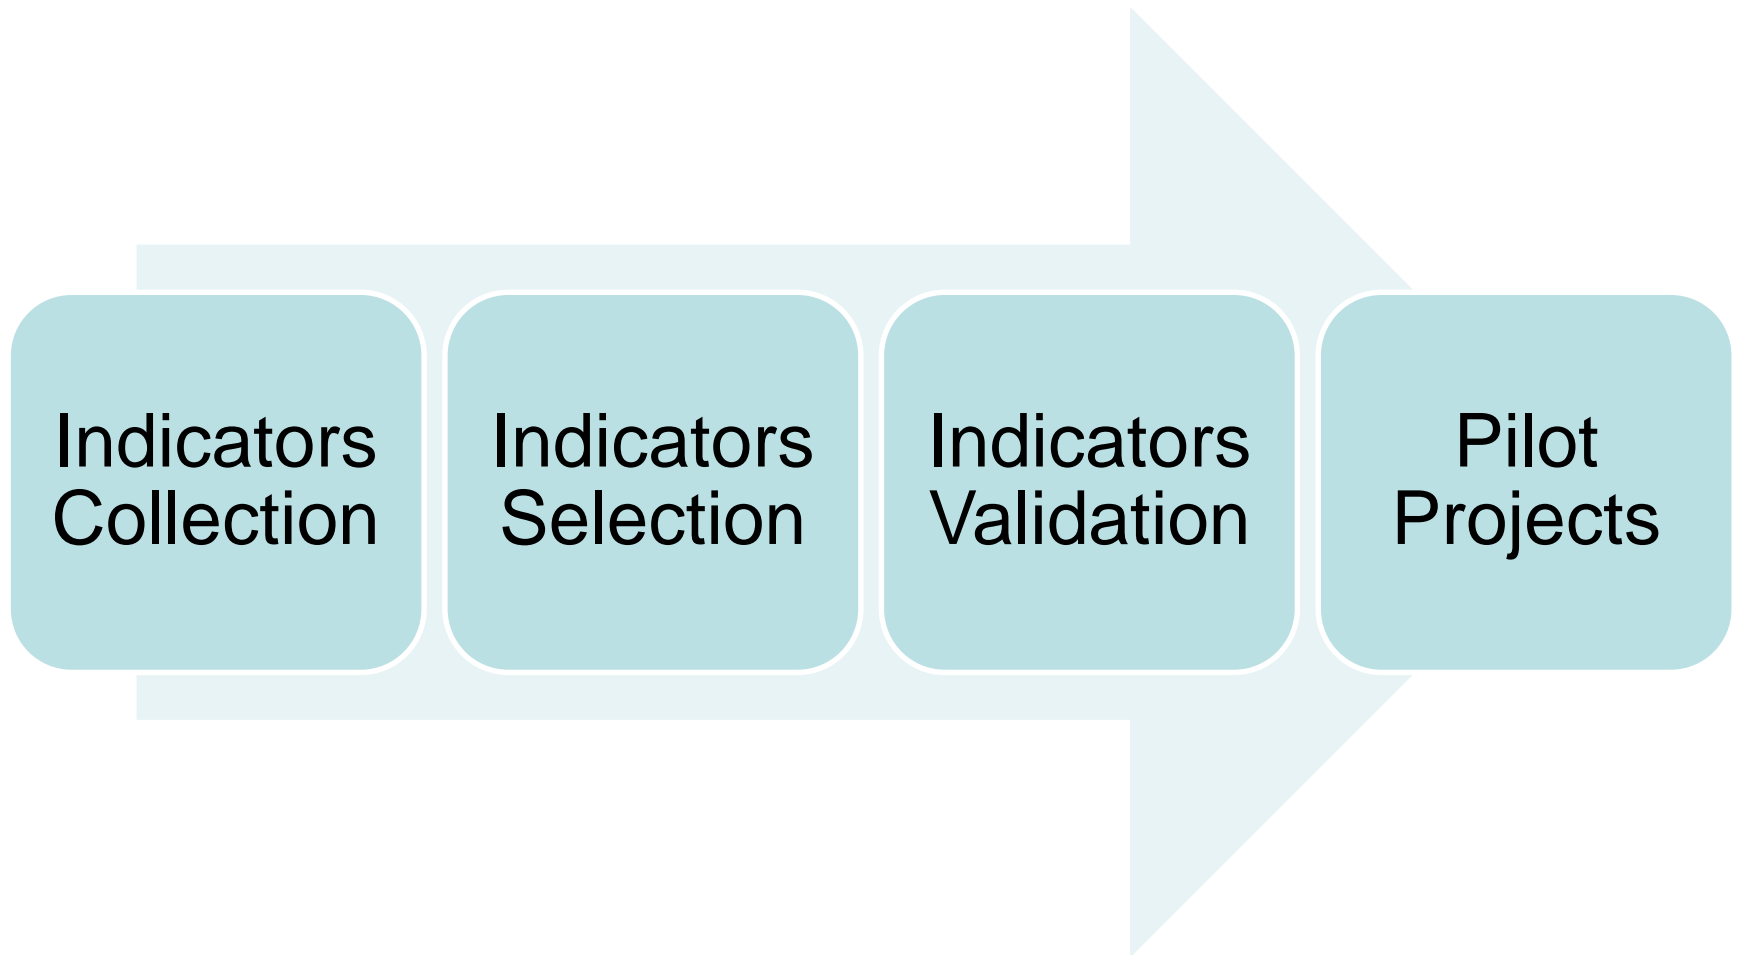 Indicators
Collection
Indicators
Selection
Indicators
Validation
Pilot
Projects